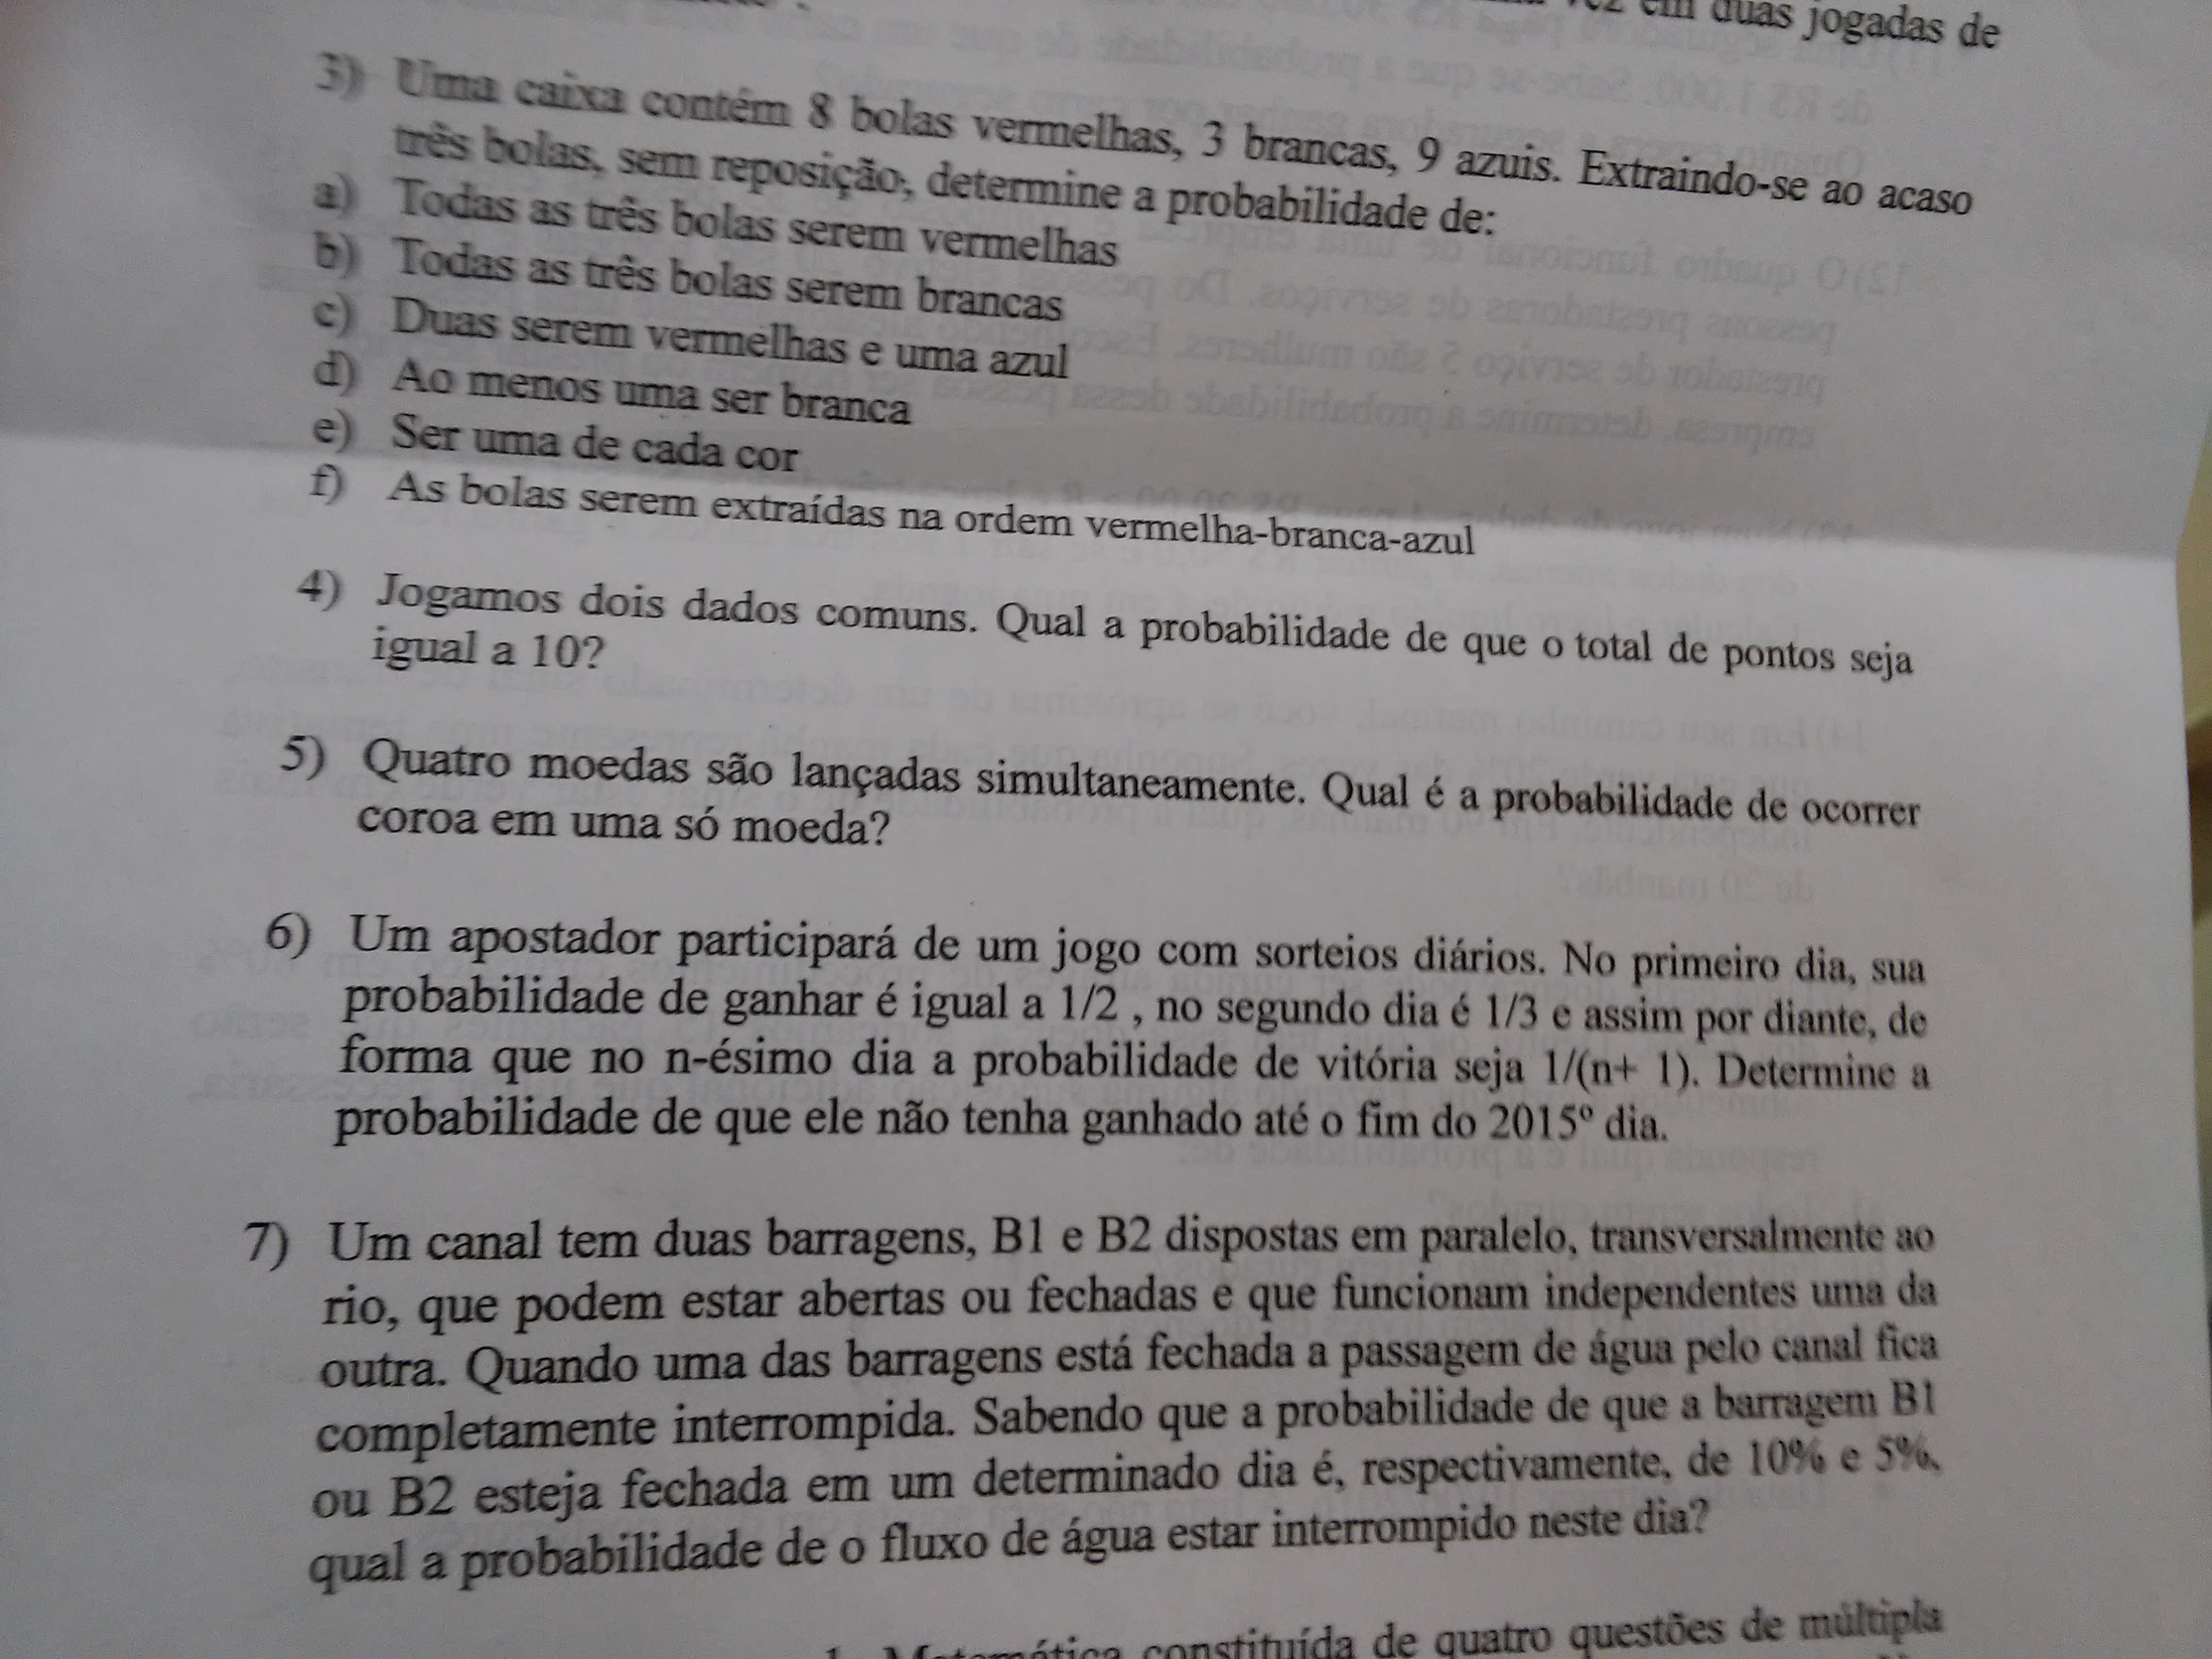 vez em duas jogadas de
3) Uma caixa contém 8 bolas vermelhas, 3 brancas, 9 azuis. Extraindo-se ao acaso
três bolas, sem reposição, determine a probabilidade de:
a) Todas as três bolas serem vermelhas
b) Todas as três bolas serem brancas
c) Duas serem vermelhas e uma azul
d) Ao menos uma ser branca
e) Ser uma de cada cor
f) As bolas serem extraídas na ordem vermelha-branca-azul
4) Jogamos dois dados comuns. Qual a probabilidade de que o total de pontos seja
igual a 10?
5) Quatro moedas são lançadas simultaneamente. Qual é a probabilidade de ocorrer
coroa em uma só moeda?
6) Um apostador participará de um jogo com sorteios diários. No primeiro dia, sua
probabilidade de ganhar é igual a 1/2 , no segundo dia é 1/3 e assim por diante, de
forma que no n-ésimo dia a probabilidade de vitória seja 1/(n+ 1). Determine a
probabilidade de que ele não tenha ganhado até o fim do 2015º dia.
7) Um canal tem duas barragens, B1 e B2 dispostas em paralelo, transversalmente ao
rio, que podem estar abertas ou fechadas e que funcionam independentes uma da
outra. Quando uma das barragens está fechada a passagem de água pelo canal fica
completamente interrompida. Sabendo que a probabilidade de que a barragem B1
ou B2 esteja fechada em um determinado dia é, respectivamente, de 10% e 5%,
qual a probabilidade de o fluxo de água estar interrompido neste dia?
Matemática constituída de quatro questões de múltipla